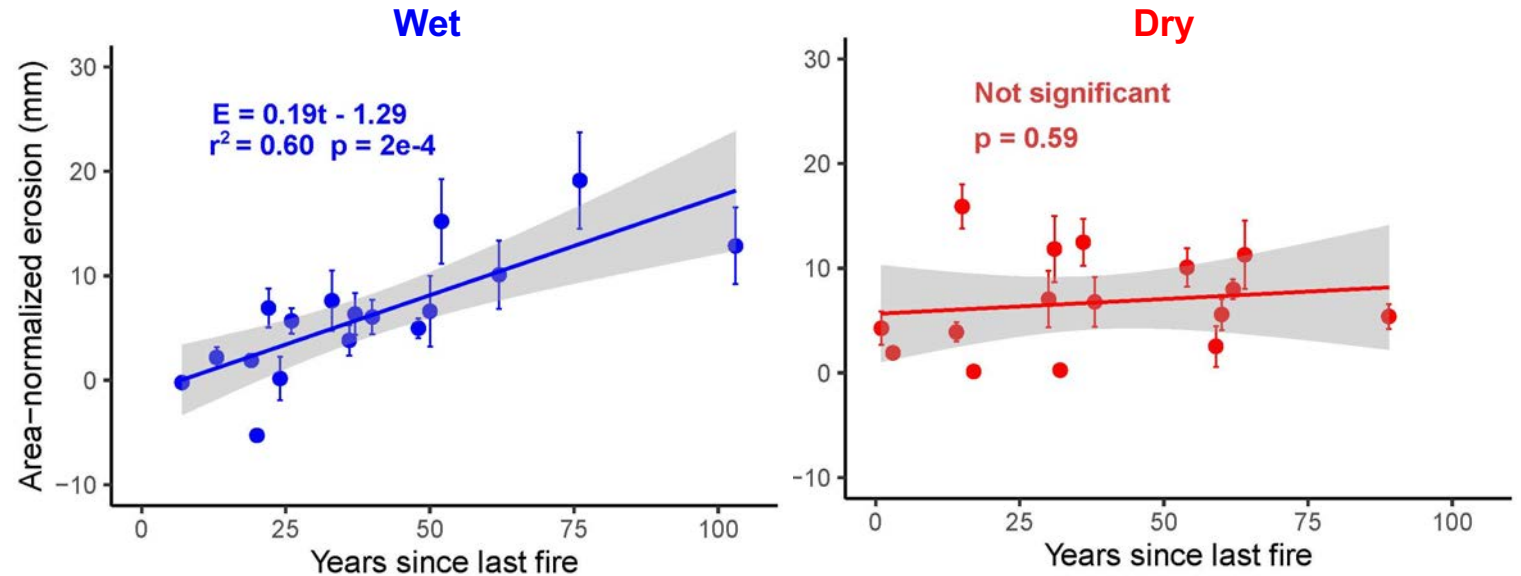 Wet
Area−normalized erosion (mm)
30
20
10
0
−10
E = 0.19t - 1.29
r² = 0.60 p = 2e-4
0 25 50 75 100
Years since last fire
Dry
30
20
10
0
−10
Not significant
p = 0.59
0 25 50 75 100
Years since last fire